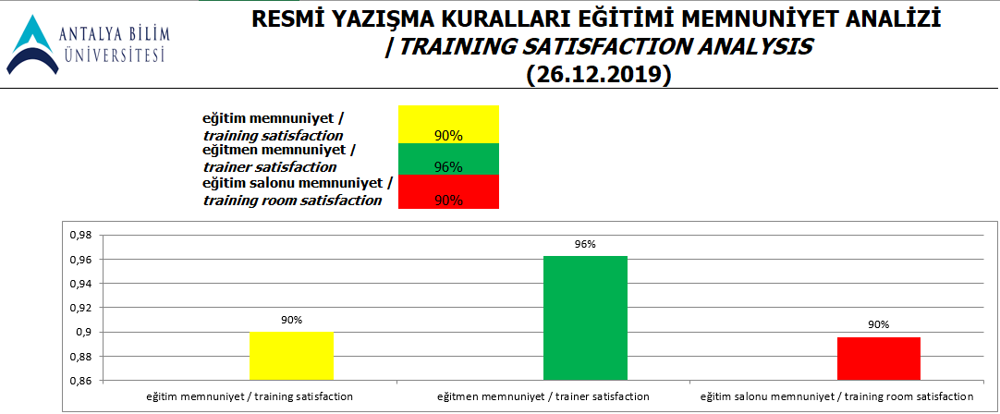 ANTALYA BİLİM
ÜNİVERSİTESİ
RESMİ YAZIŞMA KURALLARI EĞİTİMİ MEMNUNİYET ANALİZİ
/ TRAINING SATISFACTION ANALYSIS
(26.12.2019)
eğitim memnuniyet /
training satisfaction 90%
eğitmen memnuniyet /
trainer satisfaction 96%
eğitim salonu memnuniyet /
training room satisfaction 90%
0,98
0,96
0,94
0,92
0,9
0,88
0,86
90%
96%
90%
eğitim memnuniyet / training satisfaction
eğitmen memnuniyet / trainer satisfaction
eğitim salonu memnuniyet / training room satisfaction